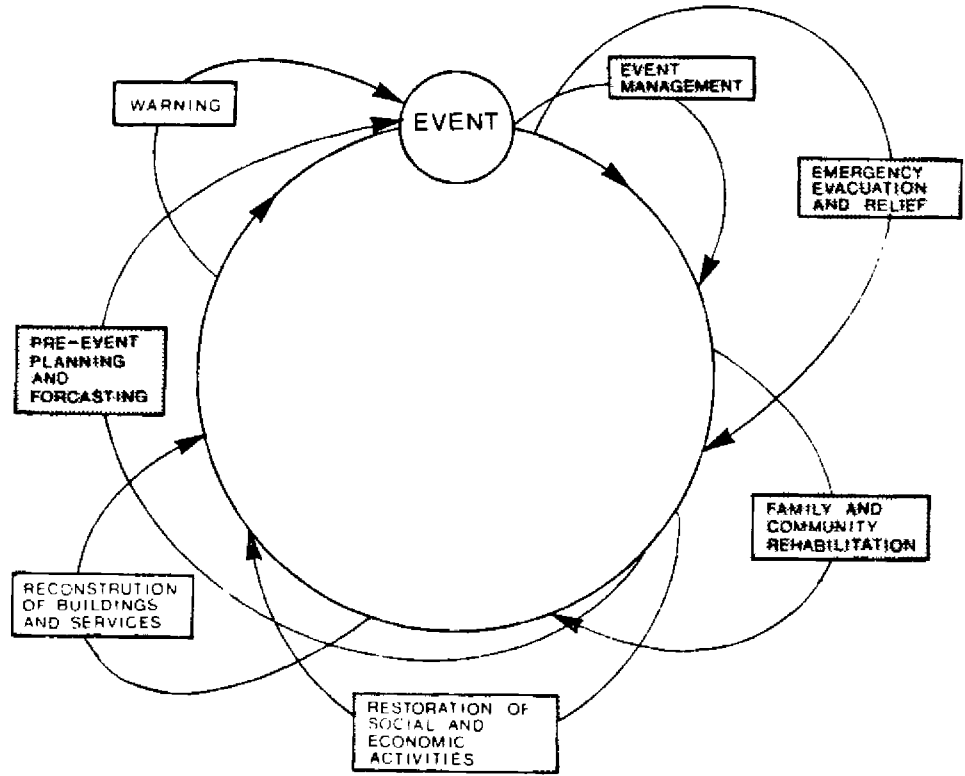 WARNING
EVENT
EVENT
MANAGEMENT
EMERGENCY
EVACUATION
AND RELIEF
PRE-EVENT
PLANNING
AND
FORCASTING
FAMILY AND
COMMUNITY
REHABILITATION
RECONSTRUTION
OF BUILDINGS
AND SERVICES
RESTORATION OF
SOCIAL AND
ECONOMIC
ACTIVITIES